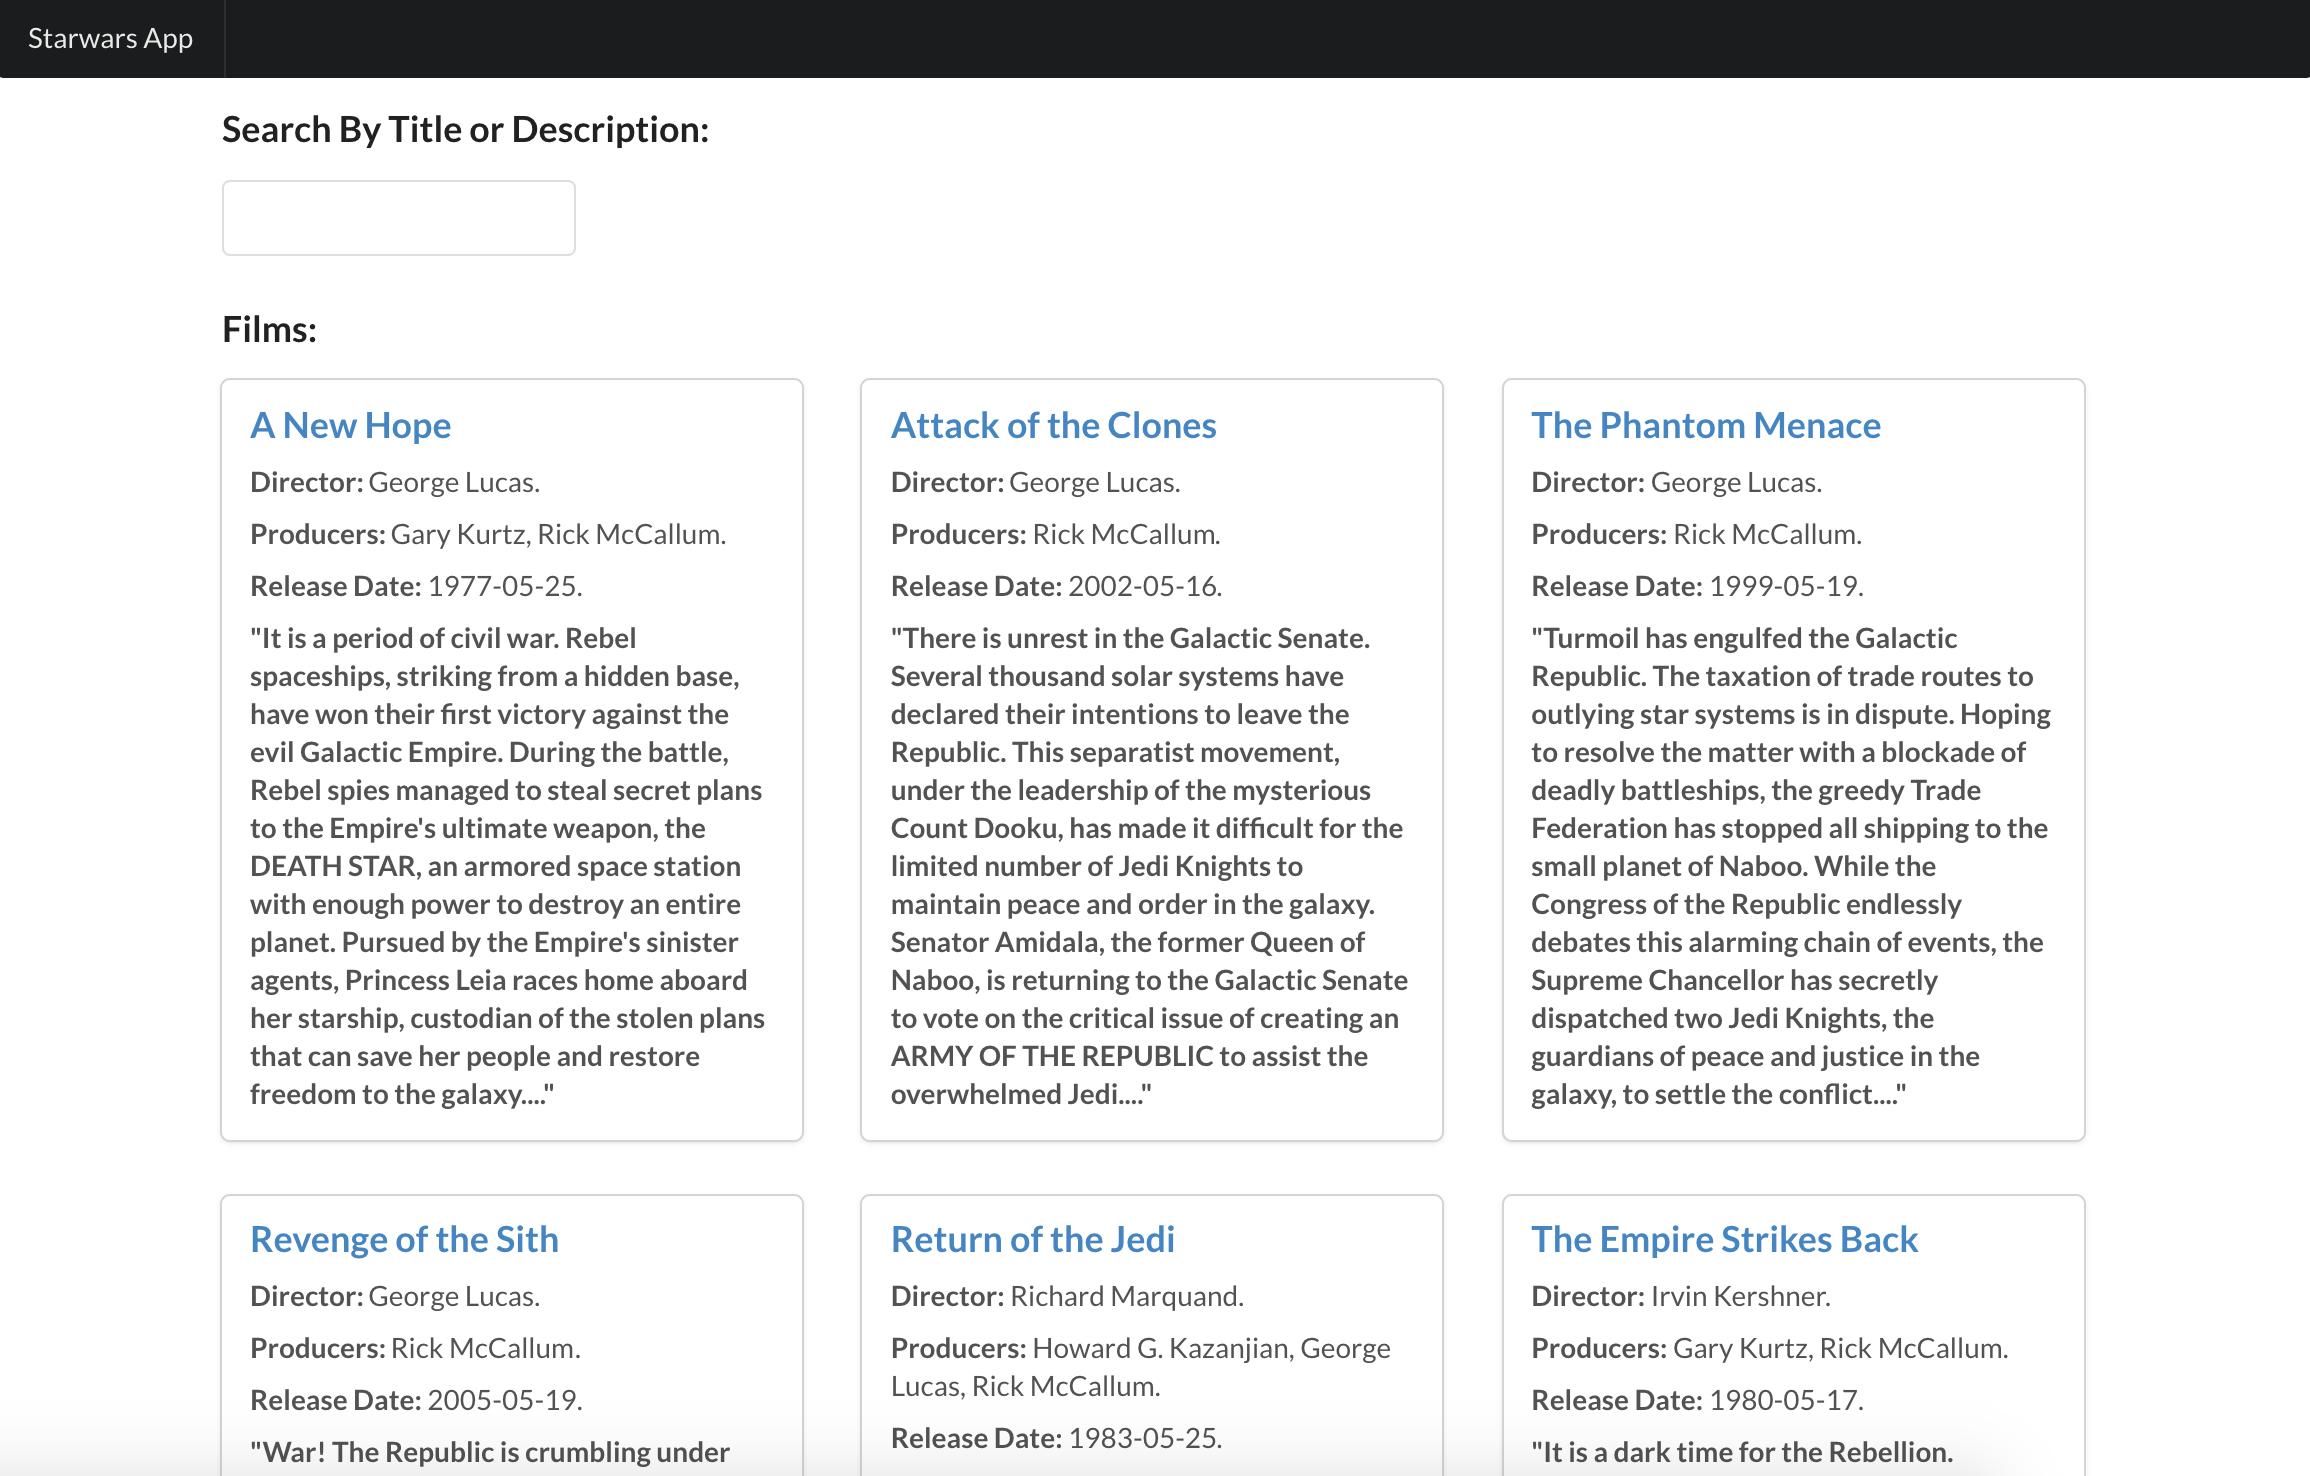 Starwars App
Search By Title or Description:
Films:
A New Hope
Director: George Lucas.
Producers: Gary Kurtz, Rick McCallum.
Release Date: 1977-05-25.
"It is a period of civil war. Rebel
spaceships, striking from a hidden base,
have won their first victory against the
evil Galactic Empire. During the battle,
Rebel spies managed to steal secret plans
to the Empire's ultimate weapon, the
DEATH STAR, an armored space station
with enough power to destroy an entire
planet. Pursued by the Empire's sinister
agents, Princess Leia races home aboard
her starship, custodian of the stolen plans
that can save her people and restore
freedom to the galaxy...."
Attack of the Clones
Director: George Lucas.
Producers: Rick McCallum.
Release Date: 2002-05-16.
"There is unrest in the Galactic Senate.
Several thousand solar systems have
declared their intentions to leave the
Republic. This separatist movement,
under the leadership of the mysterious
Count Dooku, has made it difficult for the
limited number of Jedi Knights to
maintain peace and order in the galaxy.
Senator Amidala, the former Queen of
Naboo, is returning to the Galactic Senate
to vote on the critical issue of creating an
ARMY OF THE REPUBLIC to assist the
overwhelmed Jedi...."
The Phantom Menace
Director: George Lucas.
Producers: Rick McCallum.
Release Date: 1999-05-19.
"Turmoil has engulfed the Galactic
Republic. The taxation of trade routes to
outlying star systems is in dispute. Hoping
to resolve the matter with a blockade of
deadly battleships, the greedy Trade
Federation has stopped all shipping to the
small planet of Naboo. While the
Congress of the Republic endlessly
debates this alarming chain of events, the
Supreme Chancellor has secretly
dispatched two Jedi Knights, the
guardians of peace and justice in the
galaxy, to settle the conflict...."
Revenge of the Sith
Director: George Lucas.
Producers: Rick McCallum.
Release Date: 2005-05-19.
"War! The Republic is crumbling under
Return of the Jedi
Director: Richard Marquand.
Producers: Howard G. Kazanjian, George
Lucas, Rick McCallum.
Release Date: 1983-05-25.
The Empire Strikes Back
Director: Irvin Kershner.
Producers: Gary Kurtz, Rick McCallum.
Release Date: 1980-05-17.
"It is a dark time for the Rebellion.